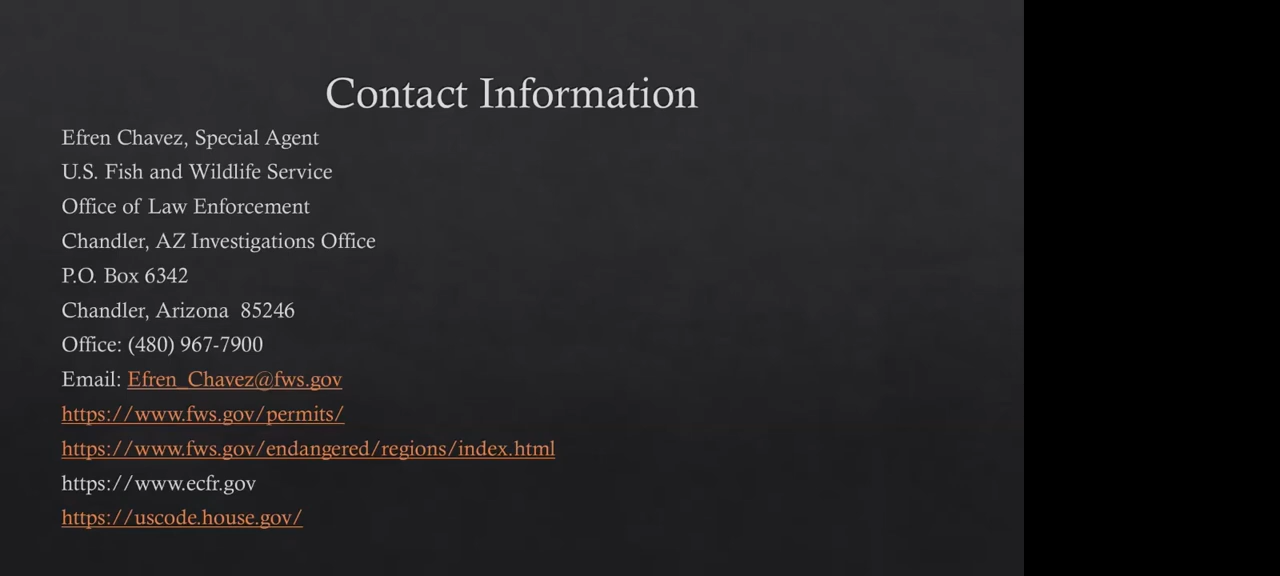 Contact Information
Efren Chavez, Special Agent
U.S. Fish and Wildlife Service
Office of Law Enforcement
Chandler, AZ Investigations Office
P.O. Box 6342
Chandler, Arizona  85246
Office: (480) 967-7900
Email: Efren_Chavez@fws.gov
https://www.fws.gov/permits/
https://www.fws.gov/endangered/regions/index.html
https://www.ecfr.gov
https://uscode.house.gov/